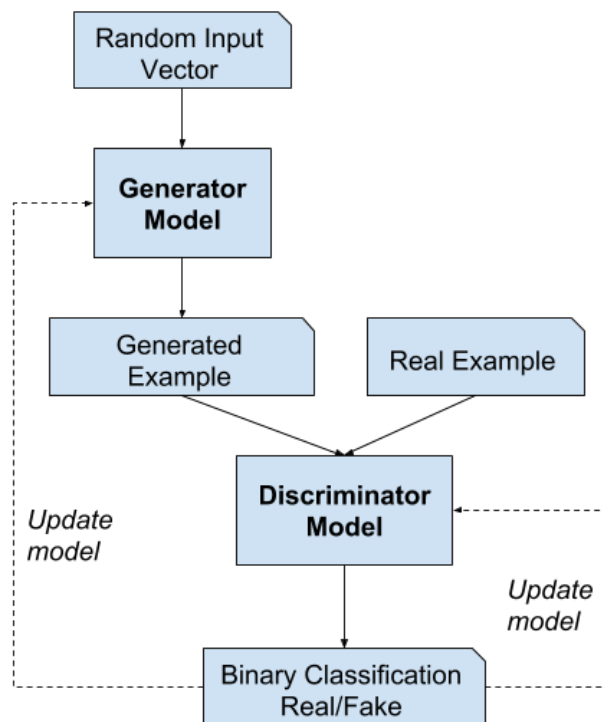 Random Input
Vector
Generator
Model
Generated
Example
Real Example
Discriminator
Model
Update
model
Update
model
Binary Classification
Real/Fake